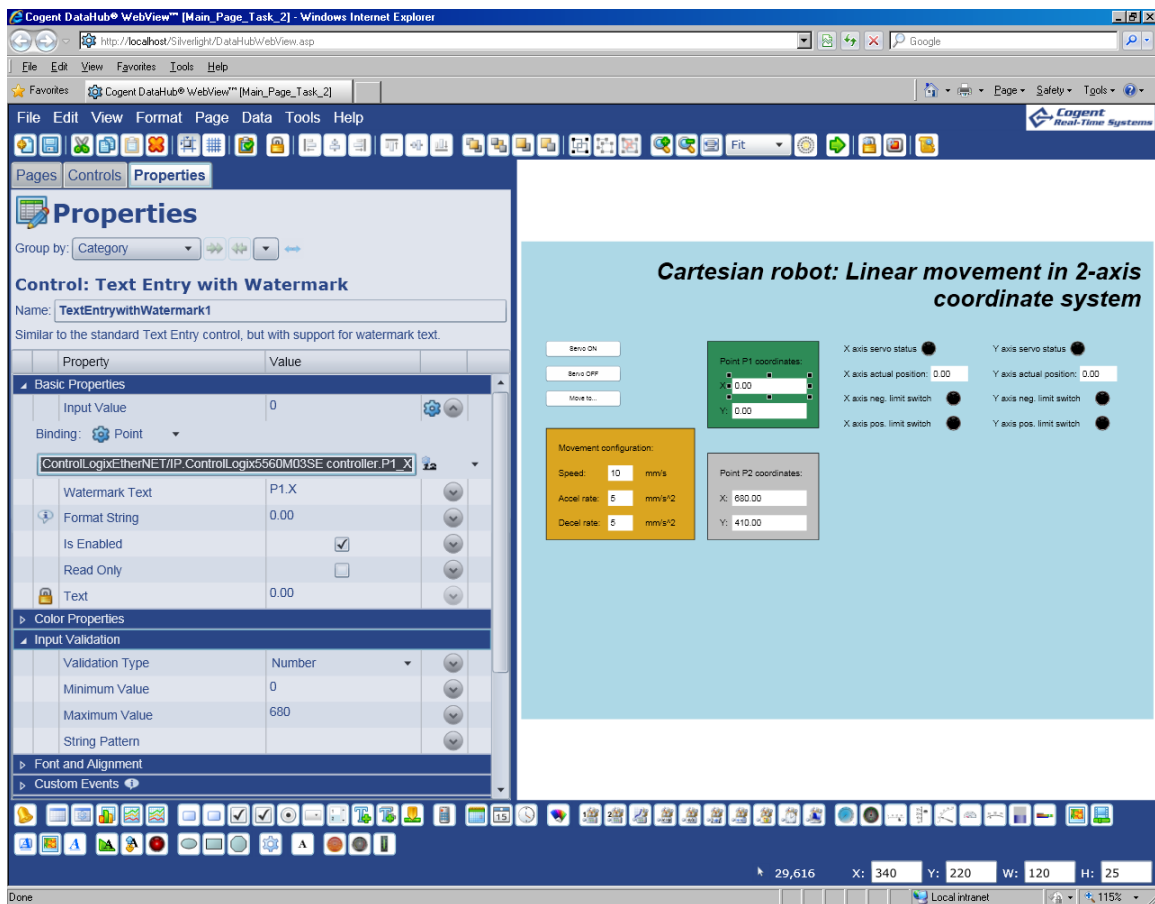 Cogent DataHub® WebView™ [Main_Page_Task_2] - Windows Internet Explorer
http://localhost/Silverlight/DataHubWebView.asp
Google
File Edit View Favorites Tools Help
Favorites Cogent DataHub® WebView™ [Main_Page_Task_2]
Page Safety Tools
File Edit View Format Page Data Tools Help
Cogent
Real-Time Systems
Fit
Pages Controls Properties
Properties
Group by: Category
Control: Text Entry with Watermark
Name: TextEntrywithWatermark1
Similar to the standard Text Entry control, but with support for watermark text.
Property Value
Basic Properties
Input Value 0
Binding: Point
ControlLogixEtherNET/IP.ControlLogix5560M03SE controller.P1_X
Watermark Text P1.X
Format String 0.00
Is Enabled
Read Only
Text 0.00
Color Properties
Input Validation
Validation Type Number
Minimum Value 0
Maximum Value 680
String Pattern
Font and Alignment
Custom Events
Cartesian robot: Linear movement in 2-axis
coordinate system
Servo ON
Servo OFF
Move to...
Point P1 coordinates:
X: 0.00
Y: 0.00
X axis servo status
X axis actual position: 0.00
X axis neg. limit switch
X axis pos. limit switch
Y axis servo status
Y axis actual position: 0.00
Y axis neg. limit switch
Y axis pos. limit switch
Movement configuration:
Speed: 10 mm/s
Accel rate: 5 mm/s^2
Decel rate: 5 mm/s^2
Point P2 coordinates:
X: 680.00
Y: 410.00
29,616 X: 340 Y: 220 W: 120 H: 25
Done Local intranet 115%